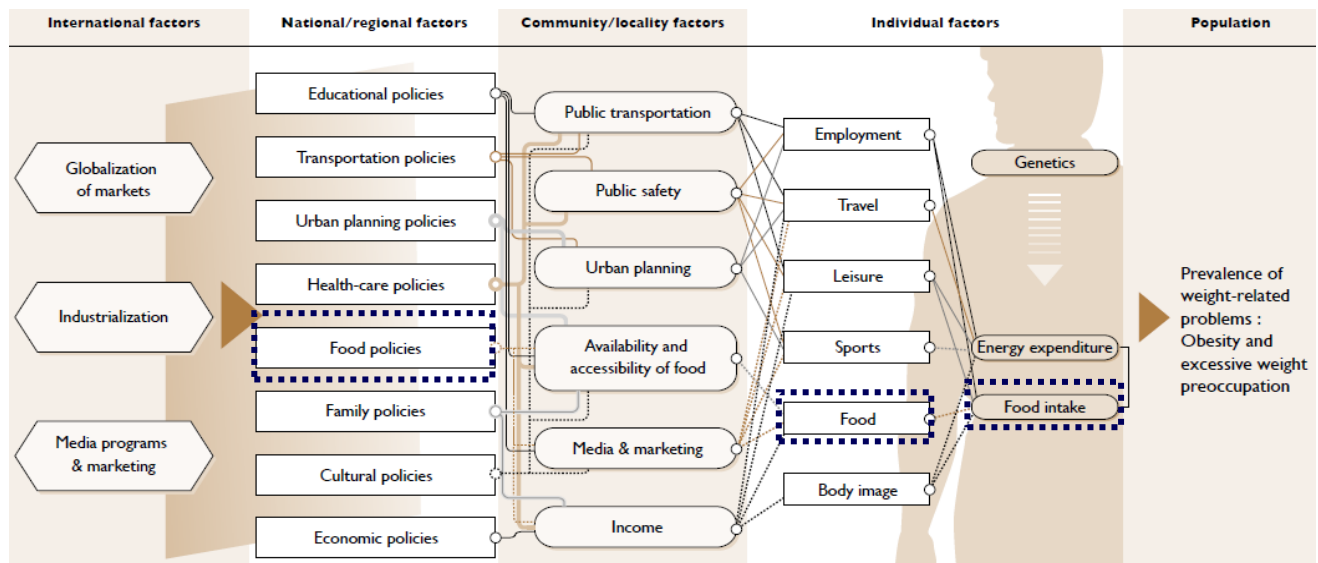 International factors
National/regional factors
Community/locality factors
Individual factors
Population
Globalization
of markets
Industrialization
Media programs
& marketing
Educational policies
Transportation policies
Urban planning policies
Health-care policies
Food policies
Family policies
Cultural policies
Economic policies
Public transportation
Public safety
Urban planning
Availability and
accessibility of food
Media & marketing
Income
Employment
Travel
Leisure
Sports
Food
Body image
Genetics
Energy expenditure
Food intake
Prevalence of
weight-related
problems :
Obesity and
excessive weight
preoccupation